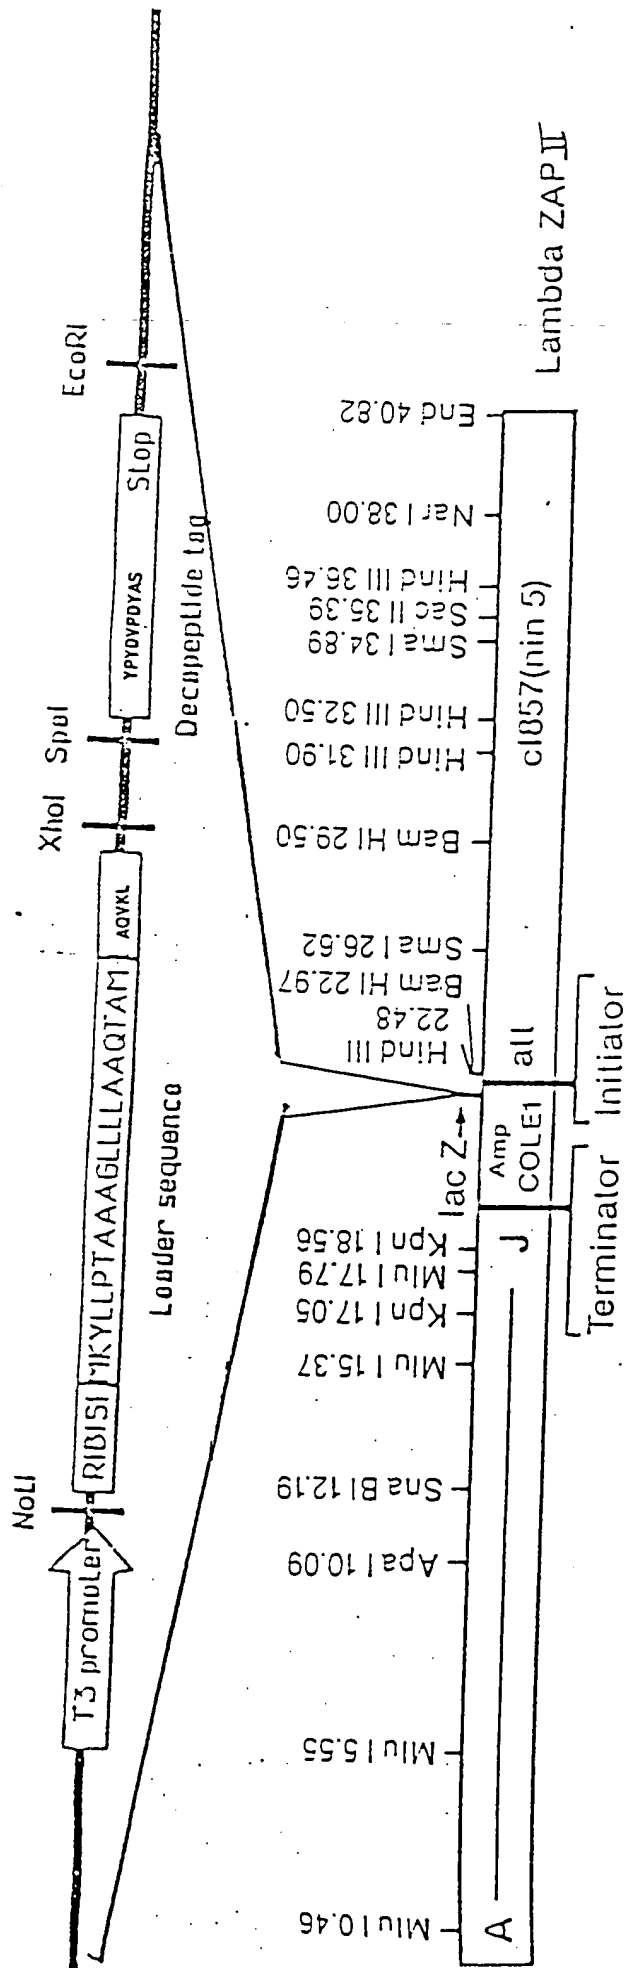 NoLI
XhoI SpeI
EcoRI
T3 promoter
RIBISI
MKYLLPTAAAGLLLLAAQTAM
AQVKL
YPYDVPDYAS
Stop
Leader sequence
Decapeptide tag
Mlu I 0.46
Mlu I 5.55
Apa I 10.09
Sna BI 12.19
Mlu I 15.37
Kpn I 17.05
Mlu I 17.79
Kpn I 18.56
lac Z→
Hind III
22.48
Bam HI 22.97
Sma I 26.62
Bam HI 29.50
Hind III 31.90
Hind III 32.50
Sma I 34.89
Sac II 35.39
Hind III 36.46
Nar I 38.00
End 40.82
A
J
Amp
COLE1
att
cI857(nin 5)
Terminator
Initiator
Lambda ZAP II